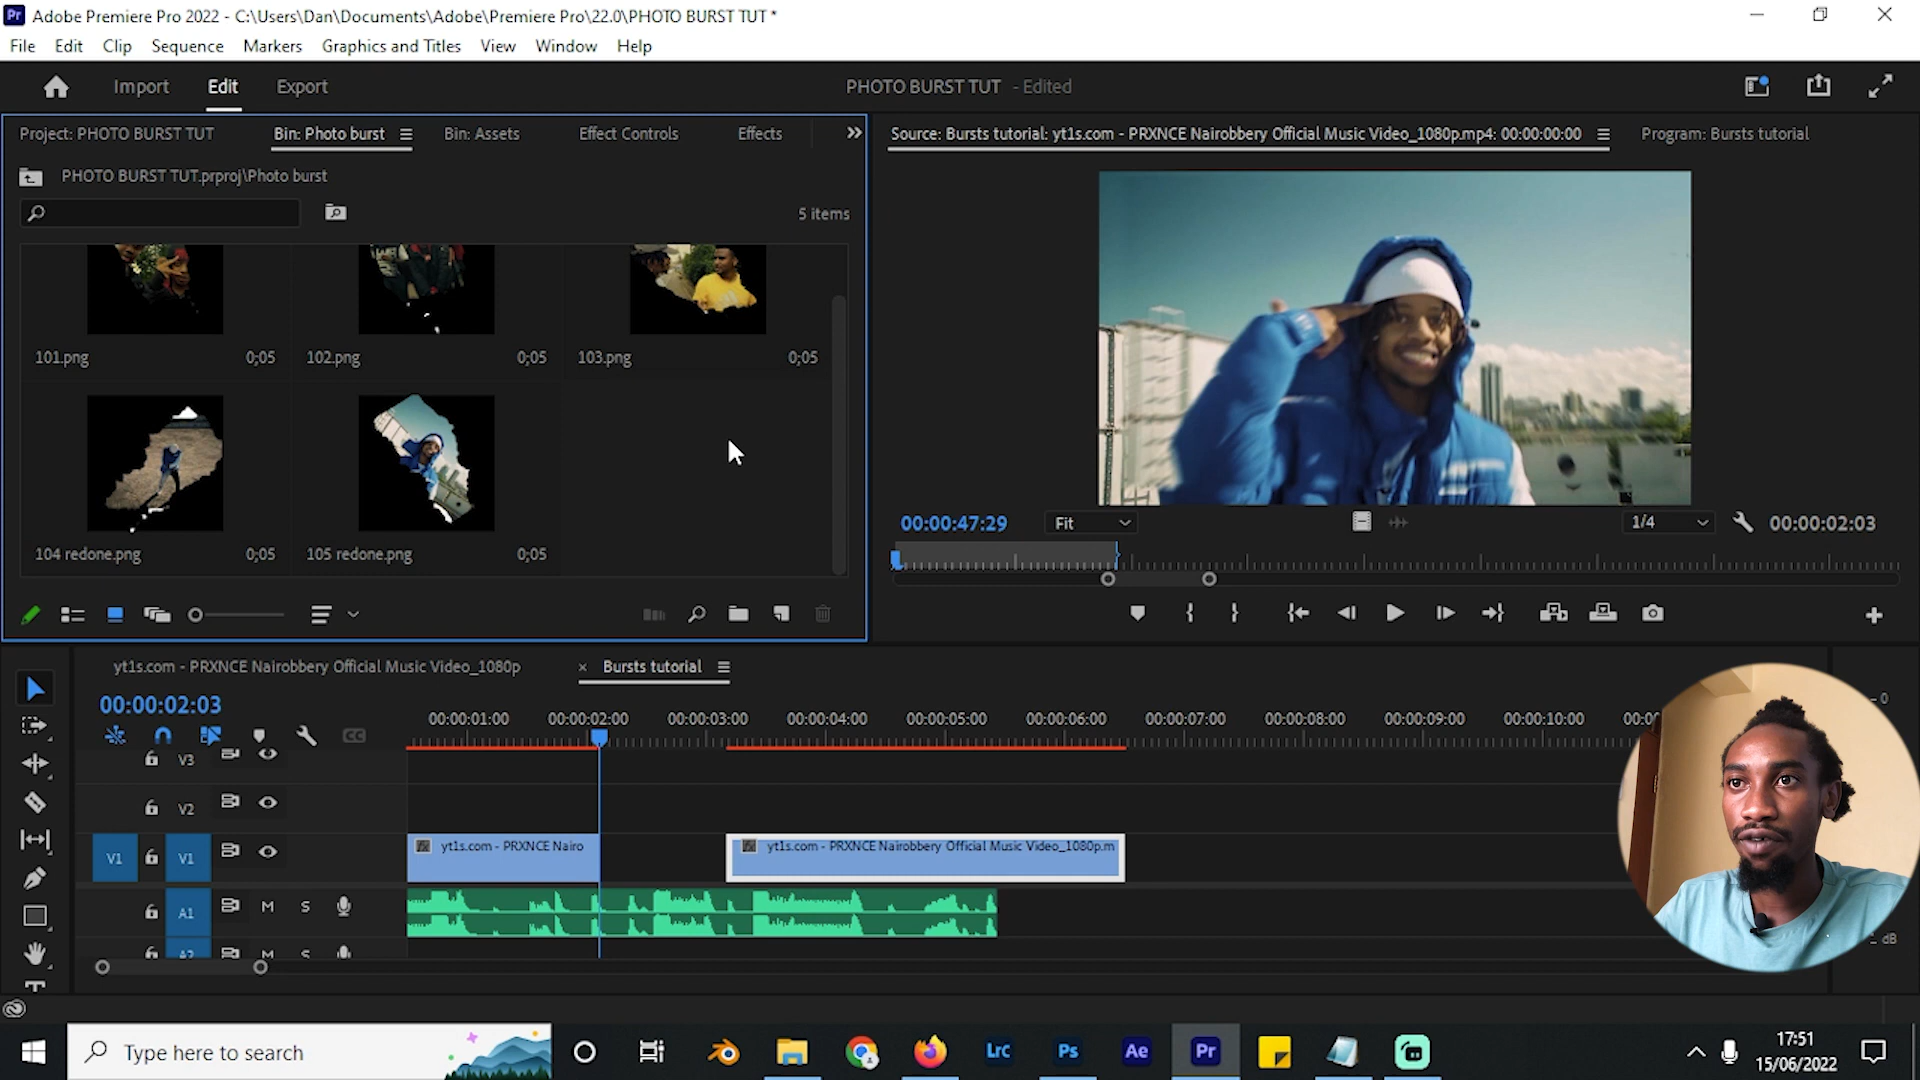 Adobe Premiere Pro 2022 - C:\Users\Dan\Documents\Adobe\Premiere Pro\22.0\PHOTO BURST TUT *
File Edit Clip Sequence Markers Graphics and Titles View Window Help
Import Edit Export PHOTO BURST TUT - Edited
Project: PHOTO BURST TUT Bin: Photo burst Bin: Assets Effect Controls Effects
Source: Bursts tutorial: yt1s.com - PRXNCE Nairobbery Official Music Video_1080p.mp4: 00:00:00:00 Program: Bursts tutorial
PHOTO BURST TUT.prproj\Photo burst
5 items
101.png 0;05 102.png 0;05 103.png 0;05
104 redone.png 0;05 105 redone.png 0;05
00:00:47:29 Fit 1/4 00:00:02:03
yt1s.com - PRXNCE Nairobbery Official Music Video_1080p × Bursts tutorial
00:00:02:03
00:00:01:00 00:00:02:00 00:00:03:00 00:00:04:00 00:00:05:00 00:00:06:00 00:00:07:00 00:00:08:00 00:00:09:00 00:00:10:00
V3
V2
V1 V1
yt1s.com - PRXNCE Nairo
yt1s.com - PRXNCE Nairobbery Official Music Video_1080p.m
A1 M S
A2 M S
dB
Type here to search
Lrc Ps Ae Pr
17:51
15/06/2022